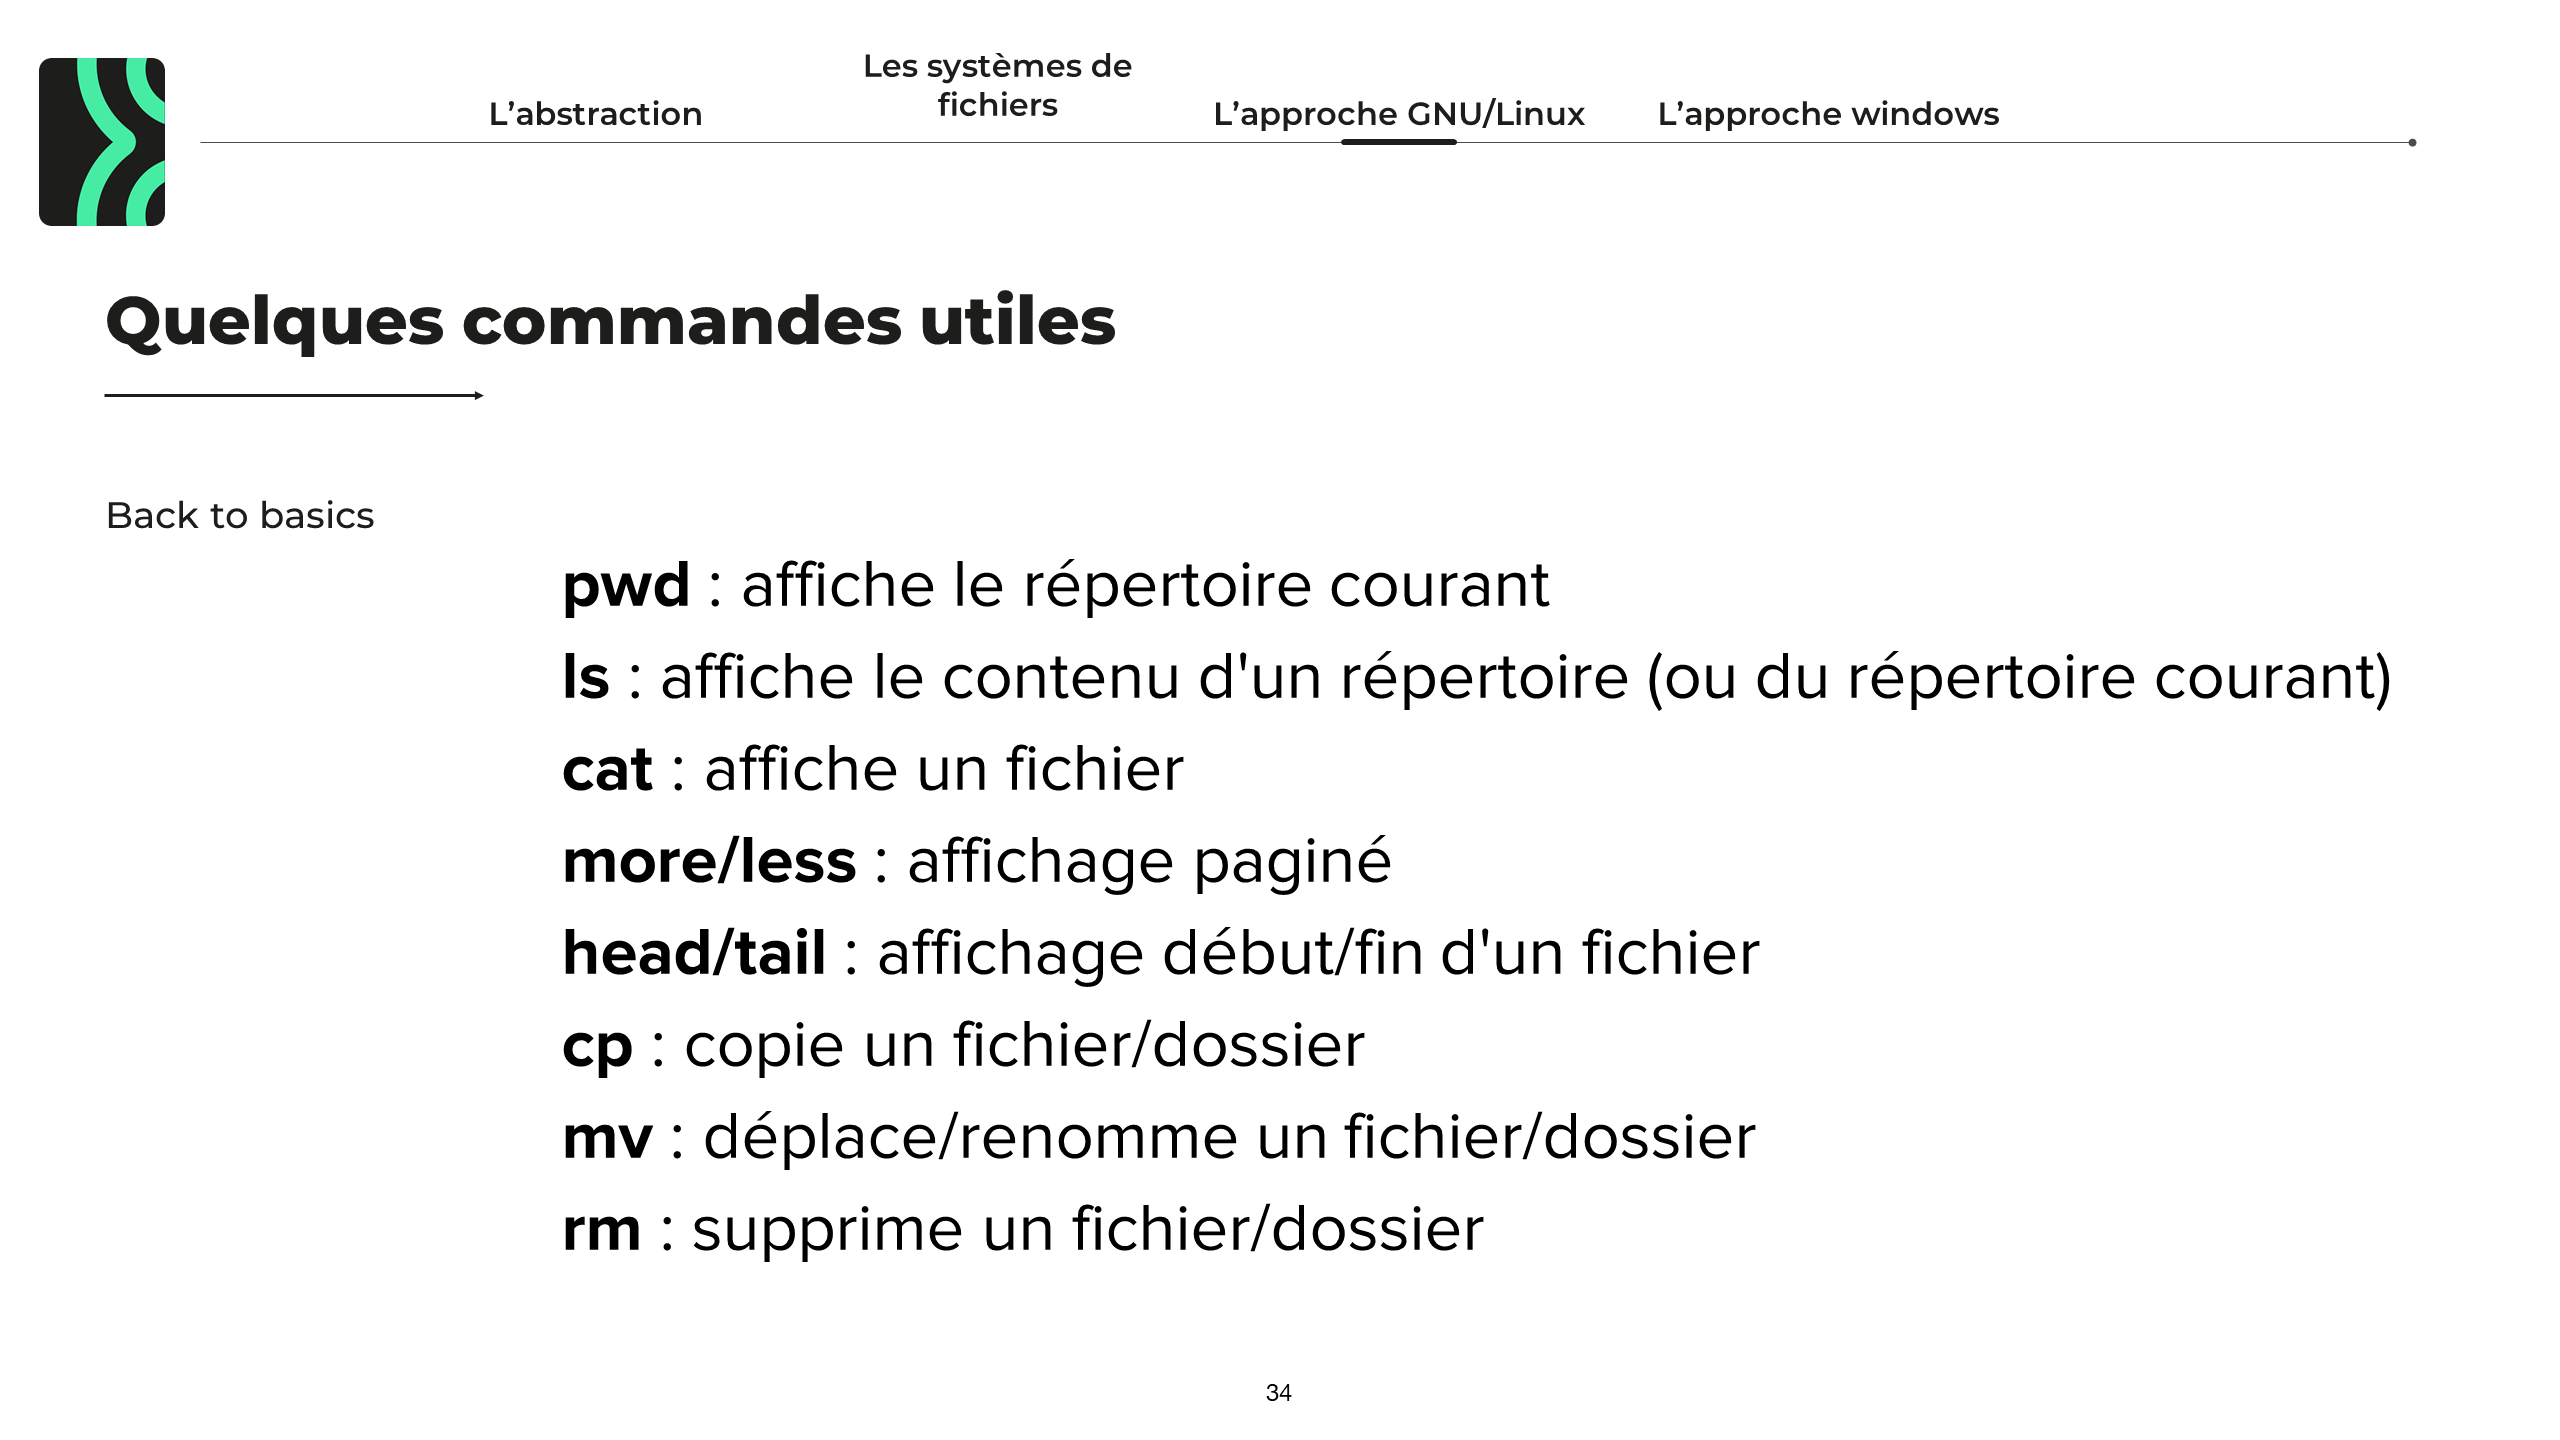 L’abstraction
Les systèmes de
fichiers
L’approche GNU/Linux
L’approche windows
Quelques commandes utiles
Back to basics
pwd : affiche le répertoire courant
ls : affiche le contenu d'un répertoire (ou du répertoire courant)
cat : affiche un fichier
more/less : affichage paginé
head/tail : affichage début/fin d'un fichier
cp : copie un fichier/dossier
mv : déplace/renomme un fichier/dossier
rm : supprime un fichier/dossier
34